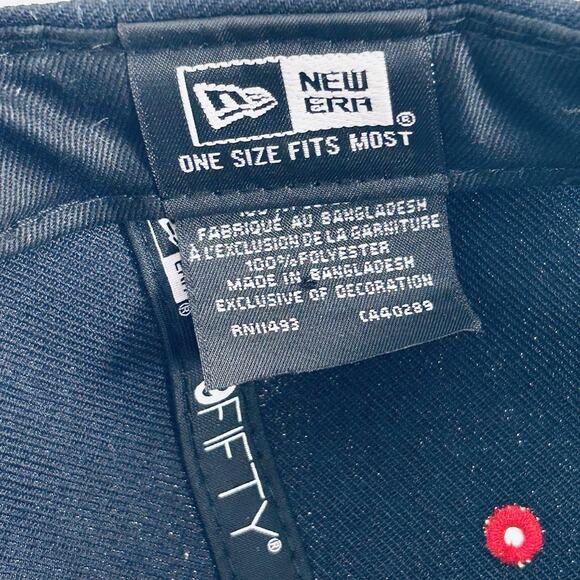 NEW
ERA®
ONE SIZE FITS MOST
FABRIQUÉ AU BANGLADESH
À L'EXCLUSION DE LA GARNITURE
100% POLYESTER
MADE IN BANGLADESH
EXCLUSIVE OF DECORATION
RN11493 CA40289
FIFTY®